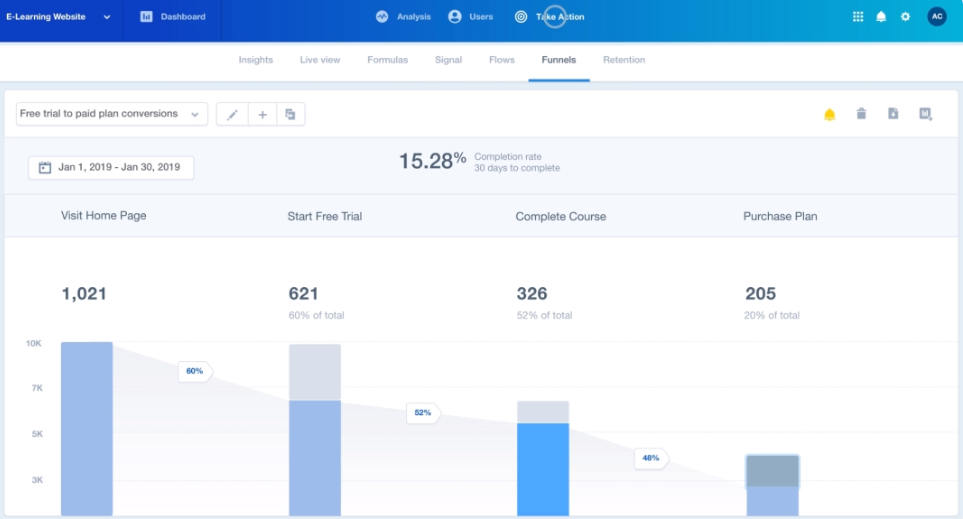 E-Learning Website Dashboard Analysis Users Take Action AC
Insights Live view Formulas Signal Flows Funnels Retention
Free trial to paid plan conversions
Jan 1, 2019 - Jan 30, 2019
15.28% Completion rate
30 days to complete
Visit Home Page Start Free Trial Complete Course Purchase Plan
1,021 621 326 205
60% of total 52% of total 20% of total
10K
60%
7K
52%
5K
48%
3K